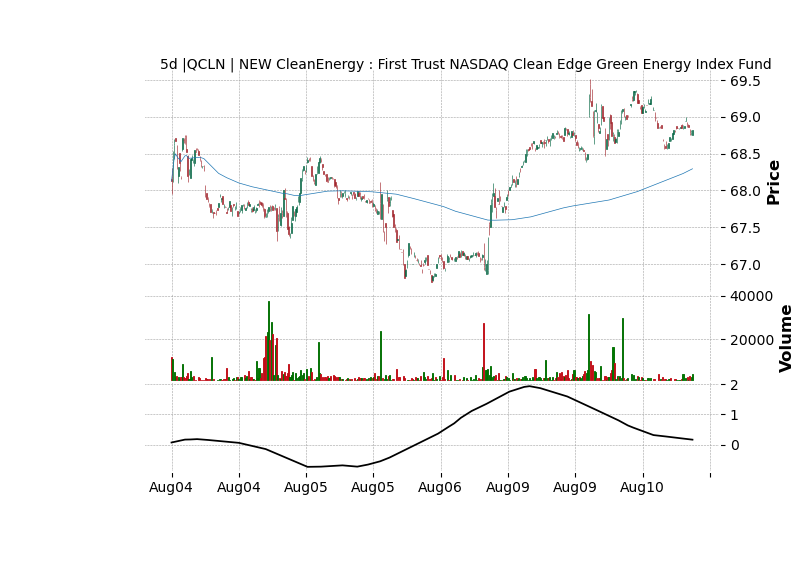 5d |QCLN | NEW CleanEnergy : First Trust NASDAQ Clean Edge Green Energy Index Fund
69.5
69.0
68.5
68.0
67.5
67.0
Price
40000
20000
Volume
2
1
0
Aug04 Aug04 Aug05 Aug05 Aug06 Aug09 Aug09 Aug10